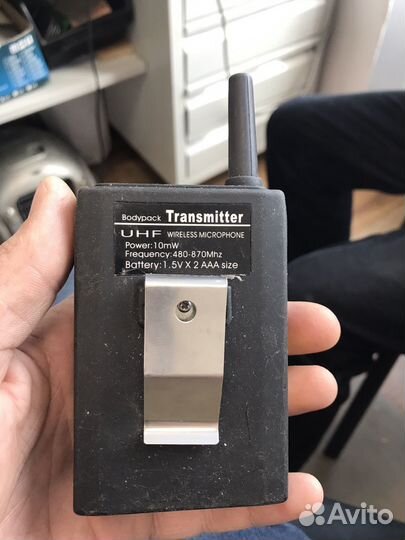 Bodypack Transmitter
UHF WIRELESS MICROPHONE
Power:10mW
Frequency:480-870Mhz
Battery:1.5V X 2 AAA size
Avito